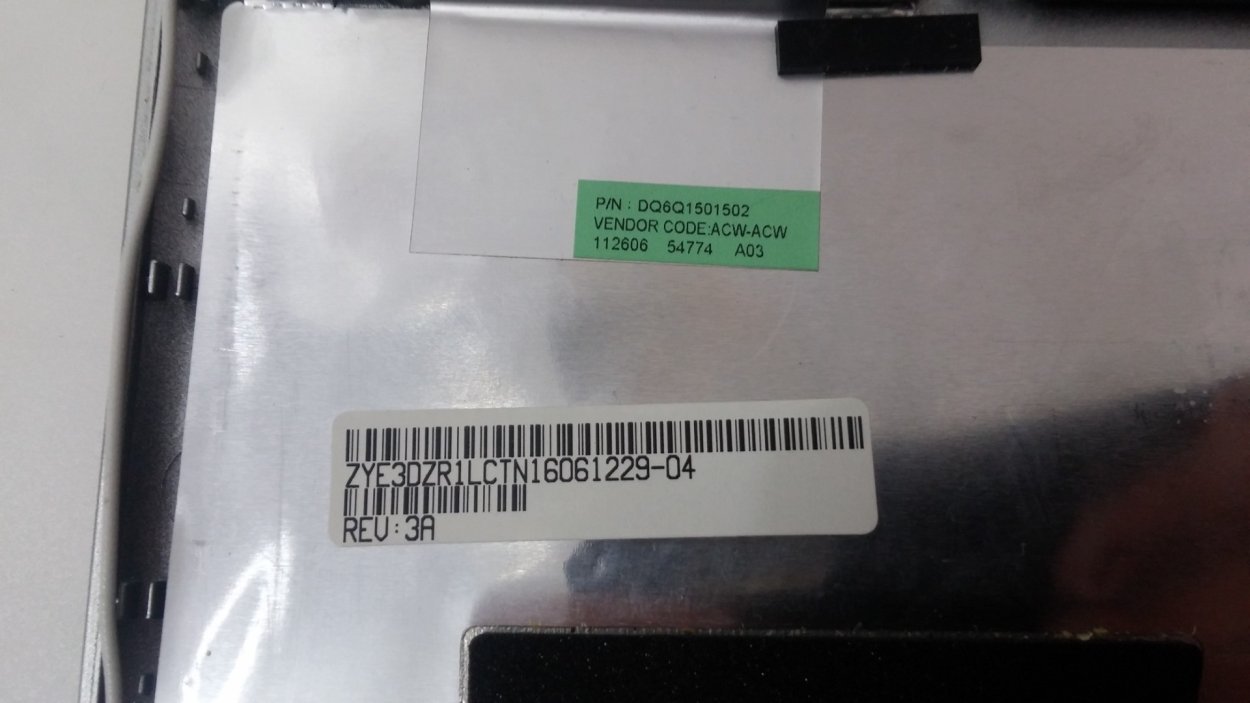 P/N : DQ6Q1501502
VENDOR CODE:ACW-ACW
112606 54774 A03
ZYE3DZR1LCTN16061229-04
REV:3A